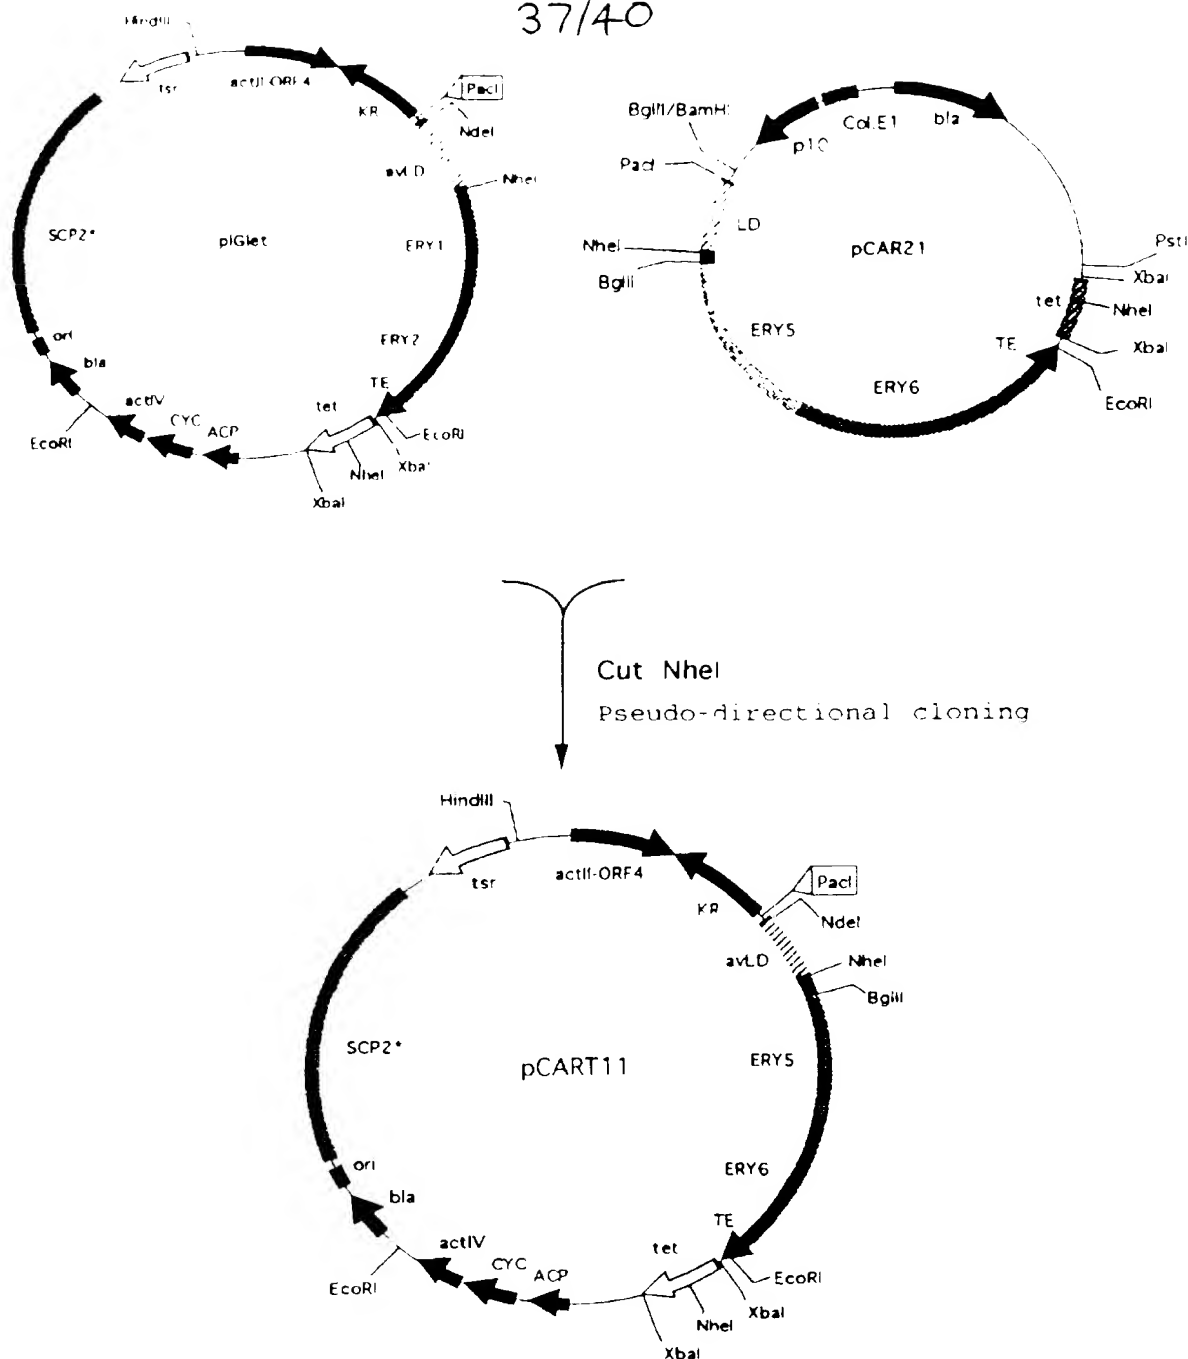 37/40
HindIII
tsr
actII-ORF4
KR
PacI
NdeI
avLD
NheI
SCP2*
pIGlet
ERY1
ERY2
ori
bla
TE
tet
actIV
CYC
ACP
EcoRI
EcoRI
NheI
XbaI
XbaI
BglII/BamHI
Col.E1
bla
p10
PacI
LD
NheI
BglII
pCAR21
PstI
XbaI
tet
NheI
ERY5
TE
XbaI
ERY6
EcoRI
Cut NheI
Pseudo-directional cloning
HindIII
tsr
actII-ORF4
PacI
KR
NdeI
avLD
NheI
BglII
SCP2*
pCART11
ERY5
ori
ERY6
bla
TE
actIV
tet
CYC
ACP
EcoRI
EcoRI
XbaI
NheI
XbaI